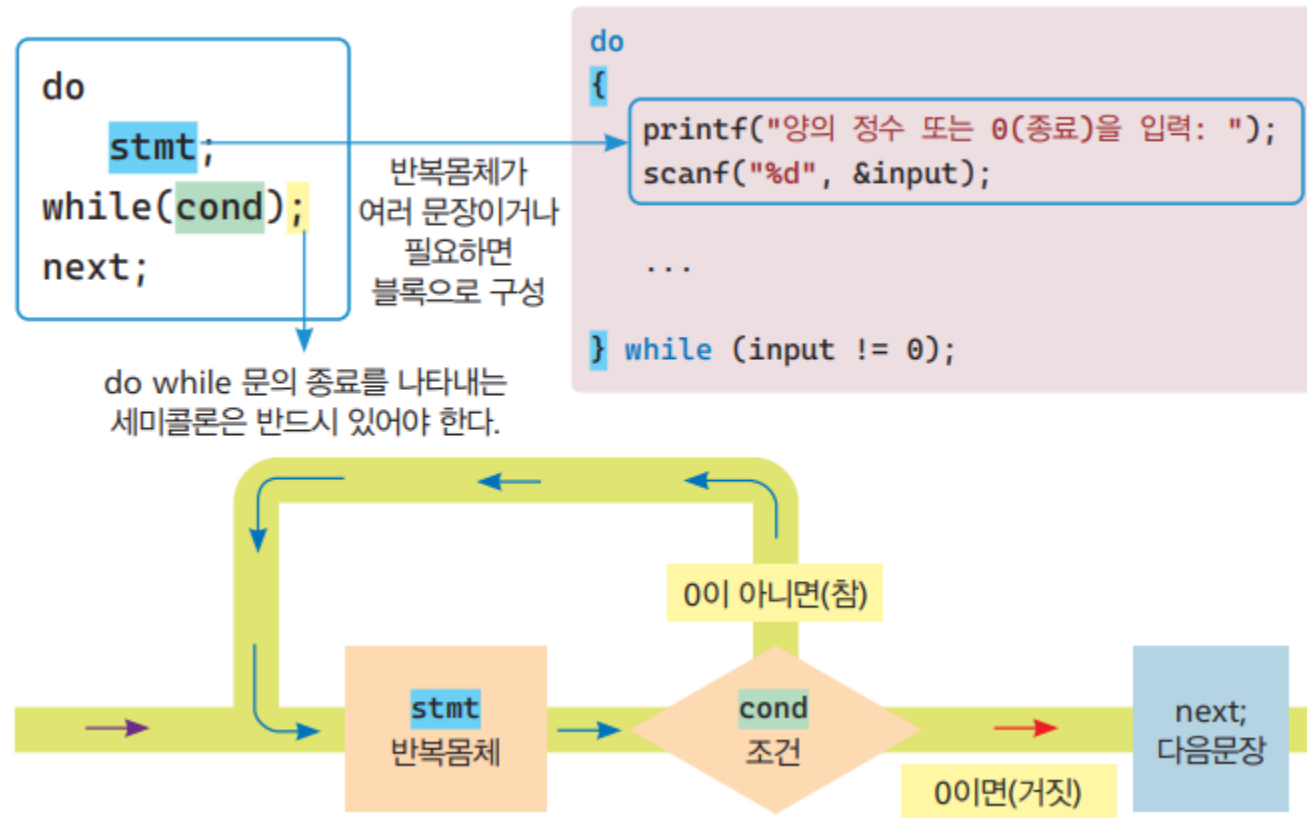 do
stmt;
while(cond);
next;
반복몸체가
여러 문장이거나
필요하면
블록으로 구성
do while 문의 종료를 나타내는
세미콜론은 반드시 있어야 한다.
do
{
printf("양의 정수 또는 0(종료)을 입력: ");
scanf("%d", &input);
...
} while (input != 0);
0이 아니면(참)
stmt
반복몸체
cond
조건
0이면(거짓)
next;
다음문장